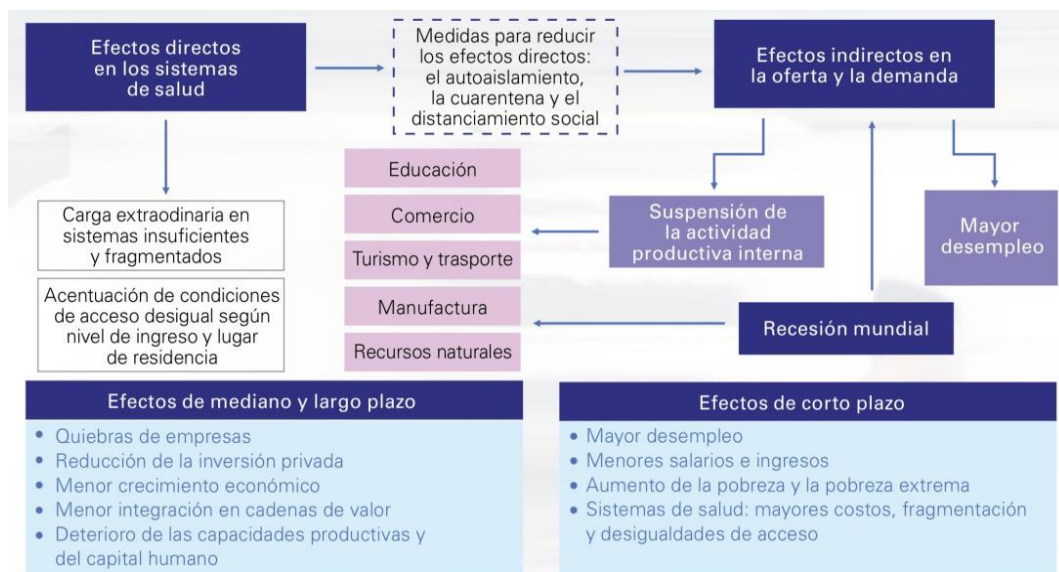 Efectos directos
en los sistemas
de salud
Medidas para reducir
los efectos directos:
el autoaislamiento,
la cuarentena y el
distanciamiento social
Efectos indirectos en
la oferta y la demanda
Carga extraodinaria en
sistemas insuficientes
y fragmentados
Acentuación de condiciones
de acceso desigual según
nivel de ingreso y lugar
de residencia
Educación
Comercio
Turismo y trasporte
Manufactura
Recursos naturales
Suspensión de
la actividad
productiva interna
Mayor
desempleo
Recesión mundial
Efectos de mediano y largo plazo
• Quiebras de empresas
• Reducción de la inversión privada
• Menor crecimiento económico
• Menor integración en cadenas de valor
• Deterioro de las capacidades productivas y
del capital humano
Efectos de corto plazo
• Mayor desempleo
• Menores salarios e ingresos
• Aumento de la pobreza y la pobreza extrema
• Sistemas de salud: mayores costos, fragmentación
y desigualdades de acceso